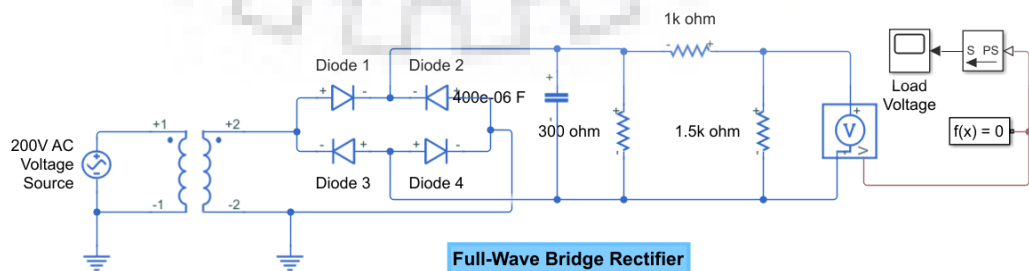 1k ohm
Diode 1
Diode 2
400e-06 F
S PS
Load
Voltage
+1
+2
200V AC
Voltage
Source
300 ohm
1.5k ohm
V
f(x) = 0
Diode 3
Diode 4
-1
-2
Full-Wave Bridge Rectifier